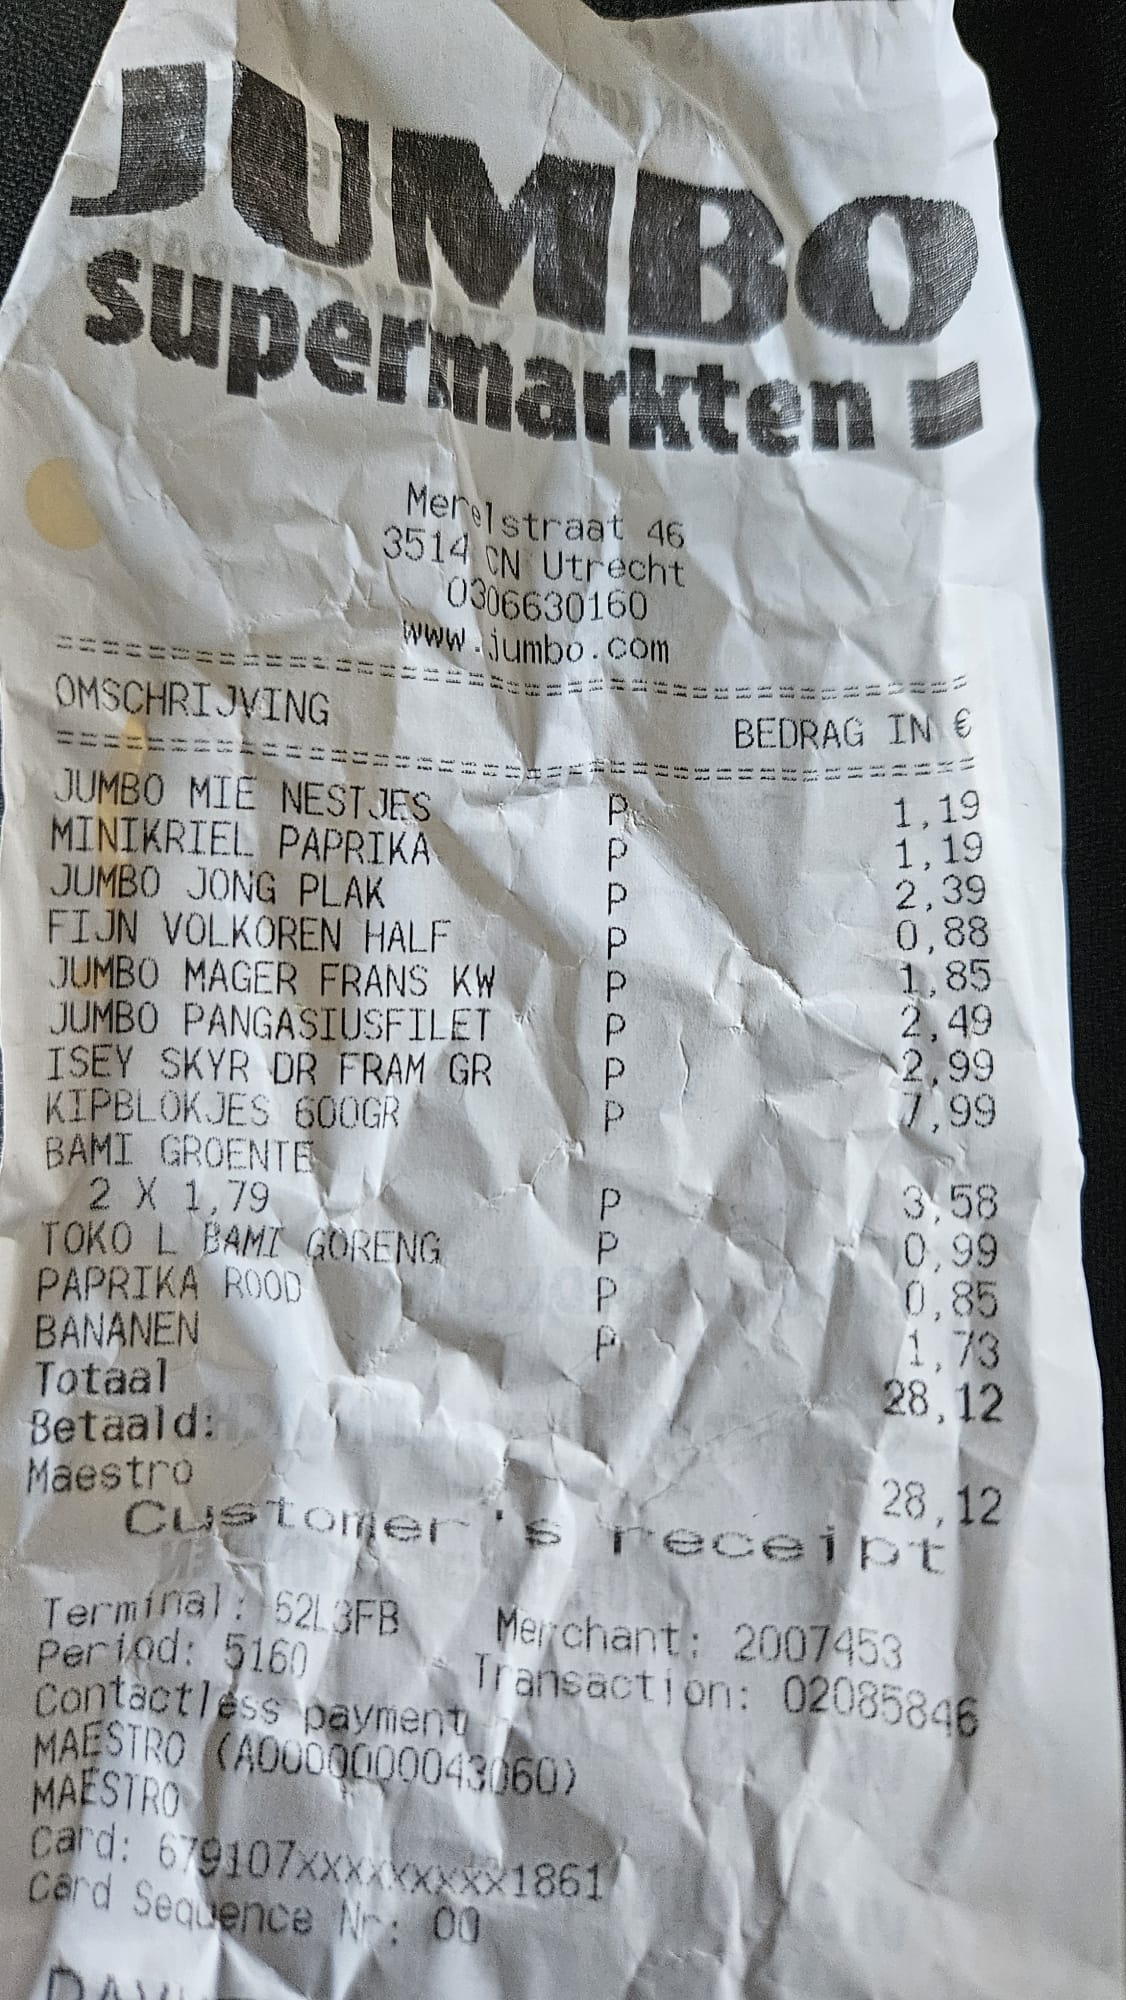 JUMBO
supermarkten
Merelstraat 46
3514 CN Utrecht
0306630160
www.jumbo.com
OMSCHRIJVING BEDRAG IN €
JUMBO MIE NESTJES P 1,19
MINIKRIEL PAPRIKA P 1,19
JUMBO JONG PLAK P 2,39
FIJN VOLKOREN HALF P 0,88
JUMBO MAGER FRANS KW P 1,85
JUMBO PANGASIUSFILET P 2,49
ISEY SKYR DR FRAM GR P 2,99
KIPBLOKJES 600GR P 7,99
BAMI GROENTE
2 X 1,79 P 3,58
TOKO L BAMI GORENG P 0,99
PAPRIKA ROOD P 0,85
BANANEN P 1,73
Totaal 28,12
Betaald:
Maestro 28,12
Customer's receipt
Terminal: 52L3FB Merchant: 2007453
Period: 5160 Transaction: 02085846
Contactless payment
MAESTRO (A0000000043060)
MAESTRO
Card: 679107xxxxxxxxx1861
Card Sequence Nr: 00